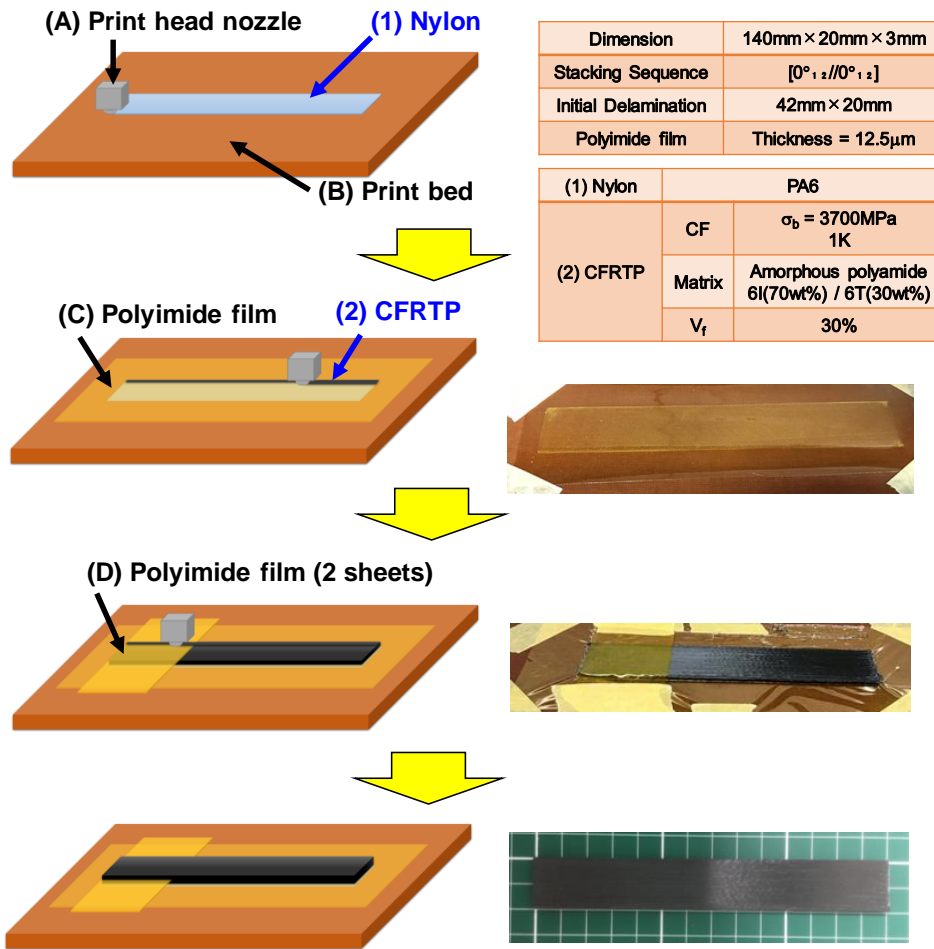 (A) Print head nozzle
(1) Nylon
(B) Print bed
Dimension 140mm×20mm×3mm
Stacking Sequence [0°₁₂//0°₁₂]
Initial Delamination 42mm×20mm
Polyimide film Thickness = 12.5μm
(1) Nylon PA6
(2) CFRTP
CF
σb = 3700MPa
1K
Matrix
Amorphous polyamide
6I(70wt%) / 6T(30wt%)
Vf 30%
(C) Polyimide film
(2) CFRTP
(D) Polyimide film (2 sheets)